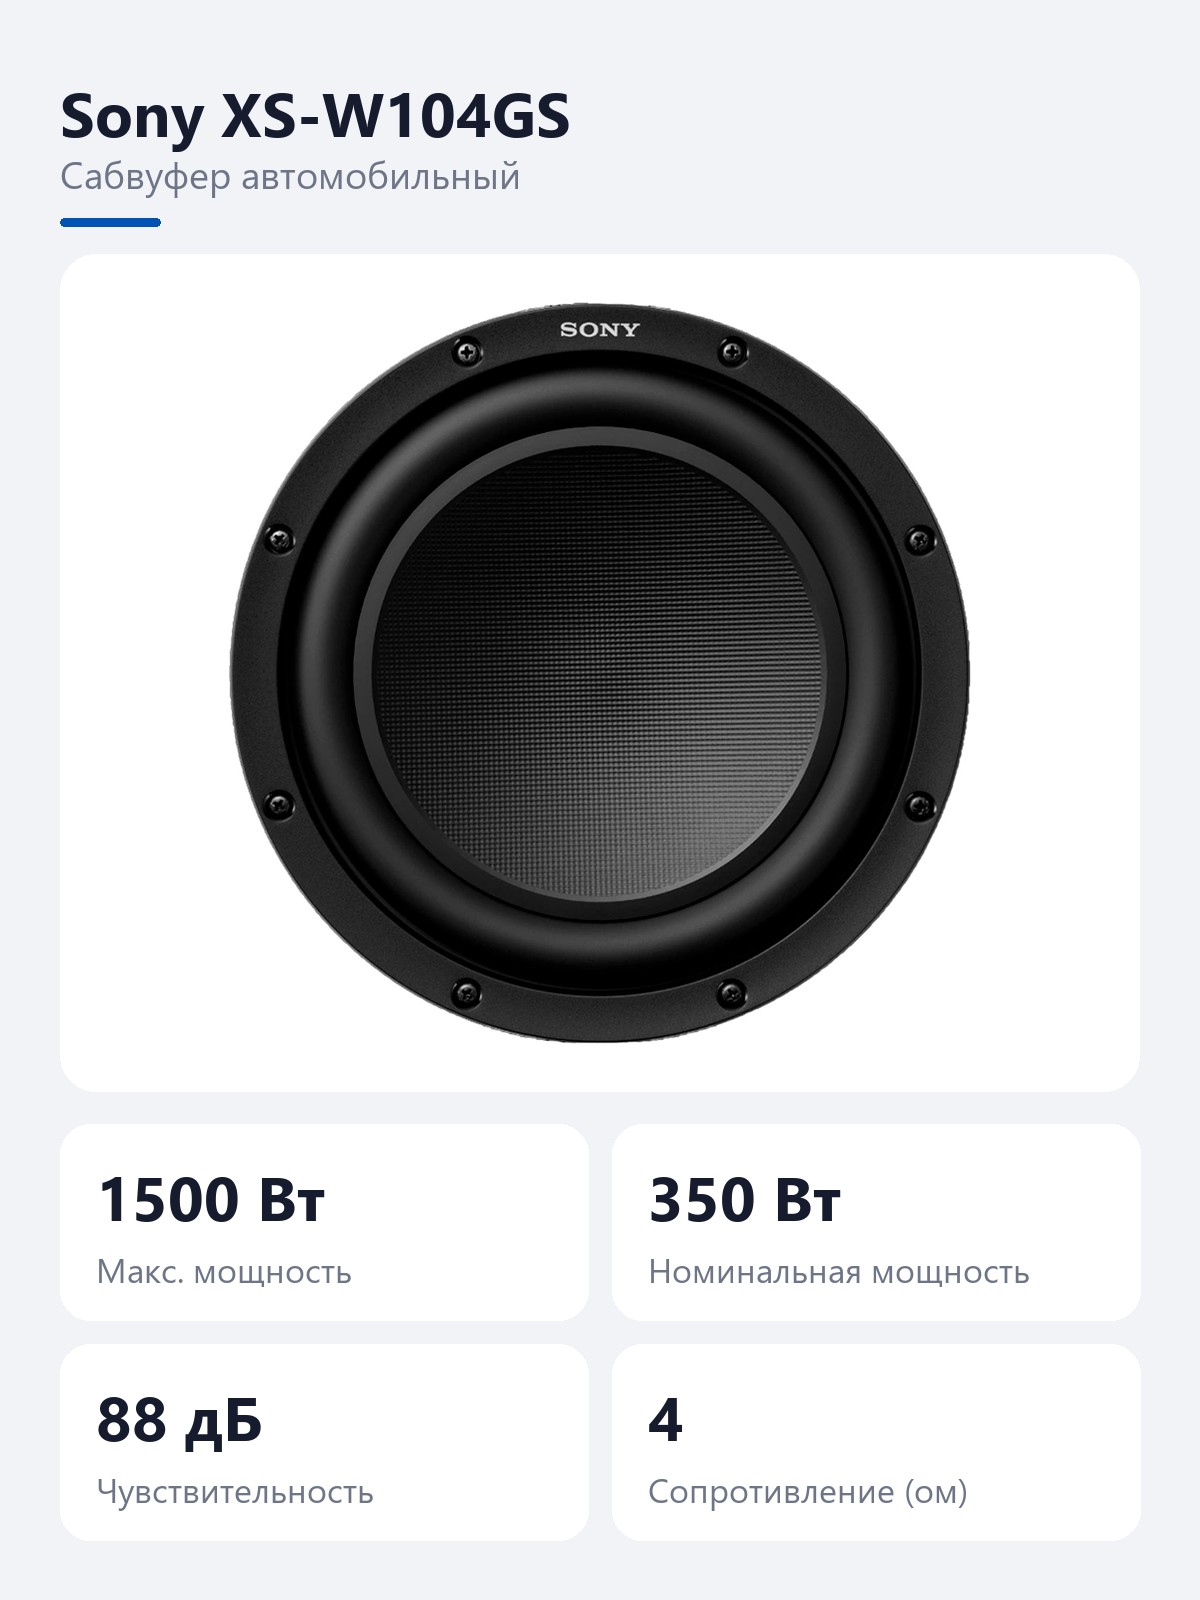 Sony XS-W104GS
Сабвуфер автомобильный
SONY
1500 Вт
Макс. мощность
350 Вт
Номинальная мощность
88 дБ
Чувствительность
4
Сопротивление (ом)